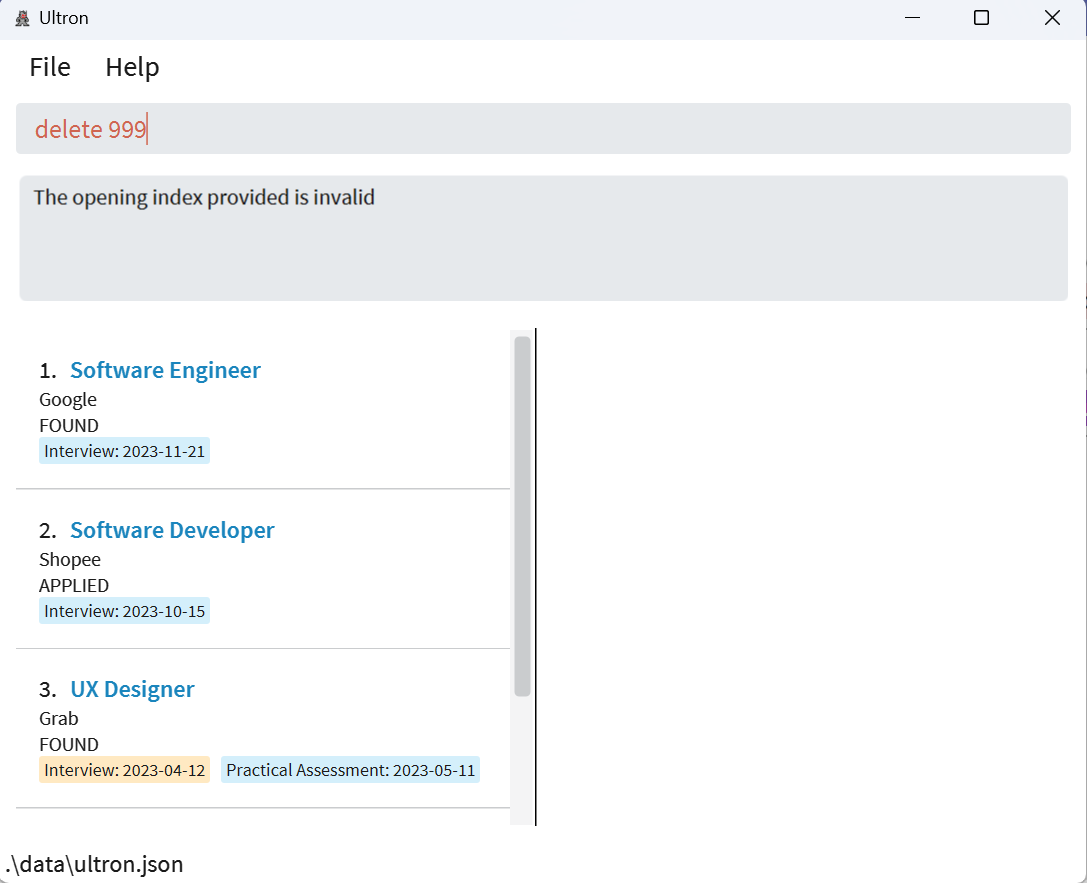 Ultron
File Help
delete 999
The opening index provided is invalid
1. Software Engineer
Google
FOUND
Interview: 2023-11-21
2. Software Developer
Shopee
APPLIED
Interview: 2023-10-15
3. UX Designer
Grab
FOUND
Interview: 2023-04-12 Practical Assessment: 2023-05-11
.\data\ultron.json